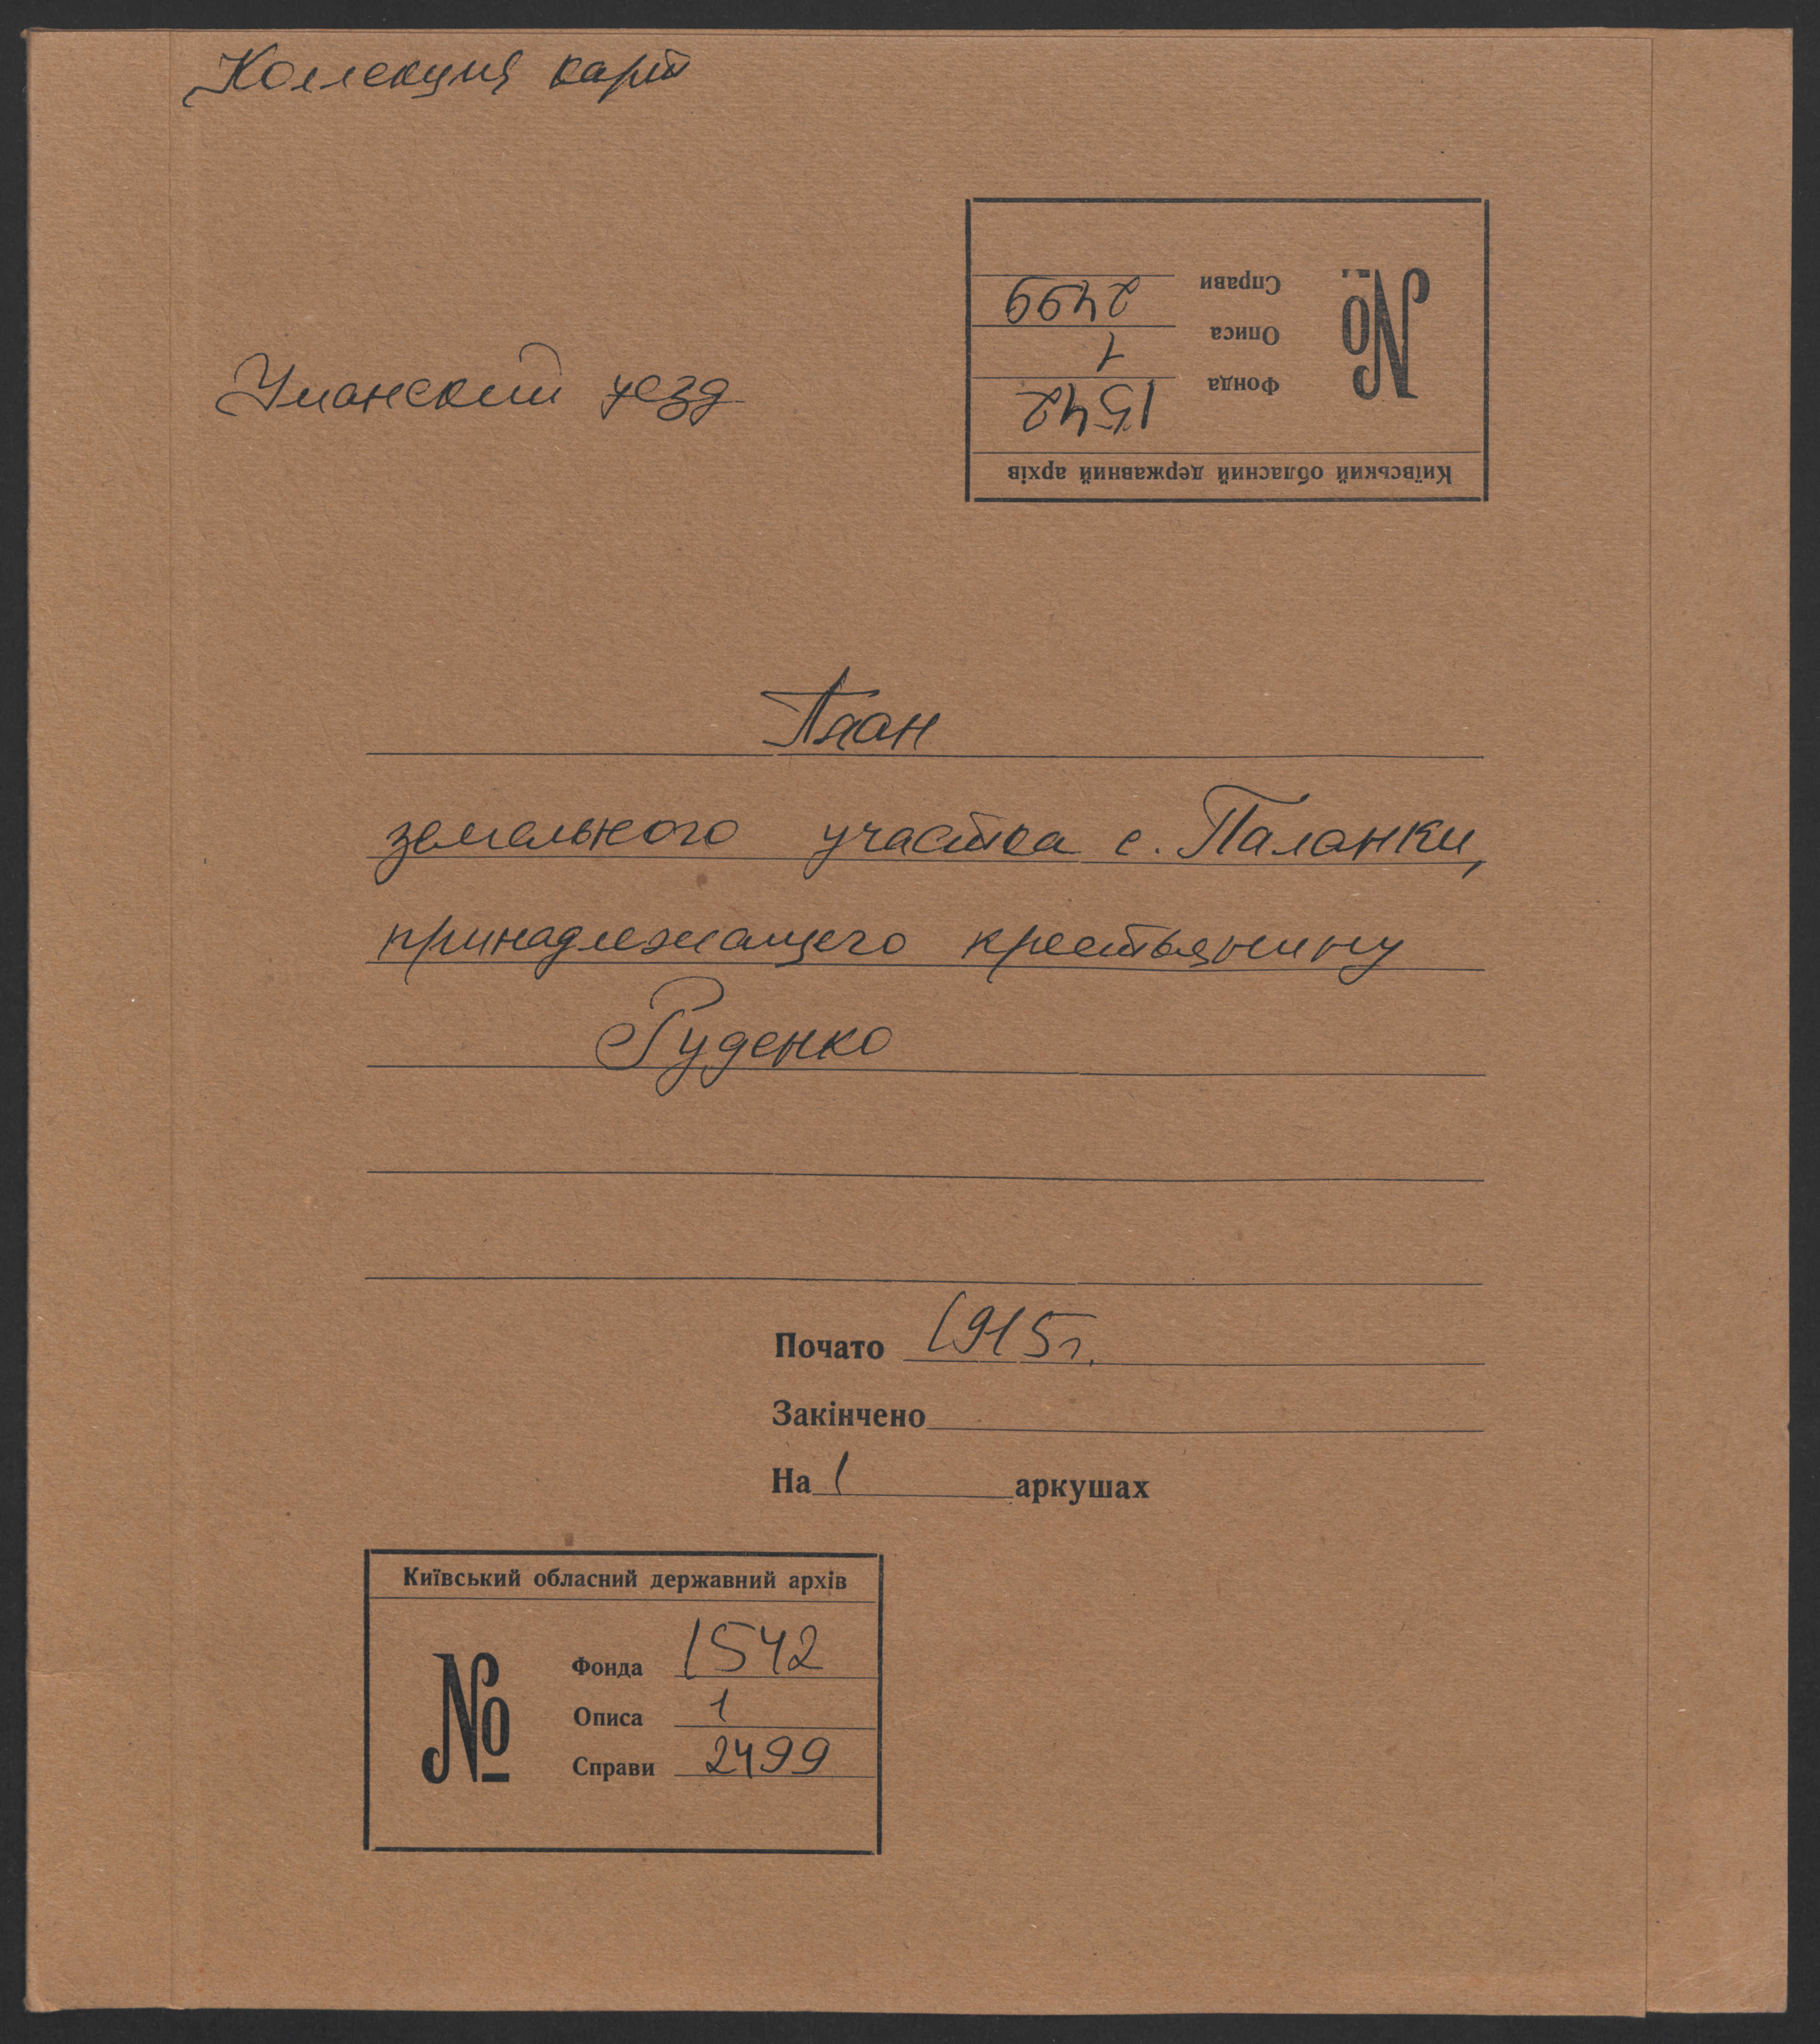 Коллекция карт
Справи 2499
№
Описа 1
Фонда 1542
Київський обласний державний архів
Уманский уезд
План
земельного участка с. Паланки,
принадлежащего крестьянину
Руденко
Почато 1915 г.
Закінчено
На 1 аркушах
Київський обласний державний архів
№
Фонда 1542
Описа 1
Справи 2499